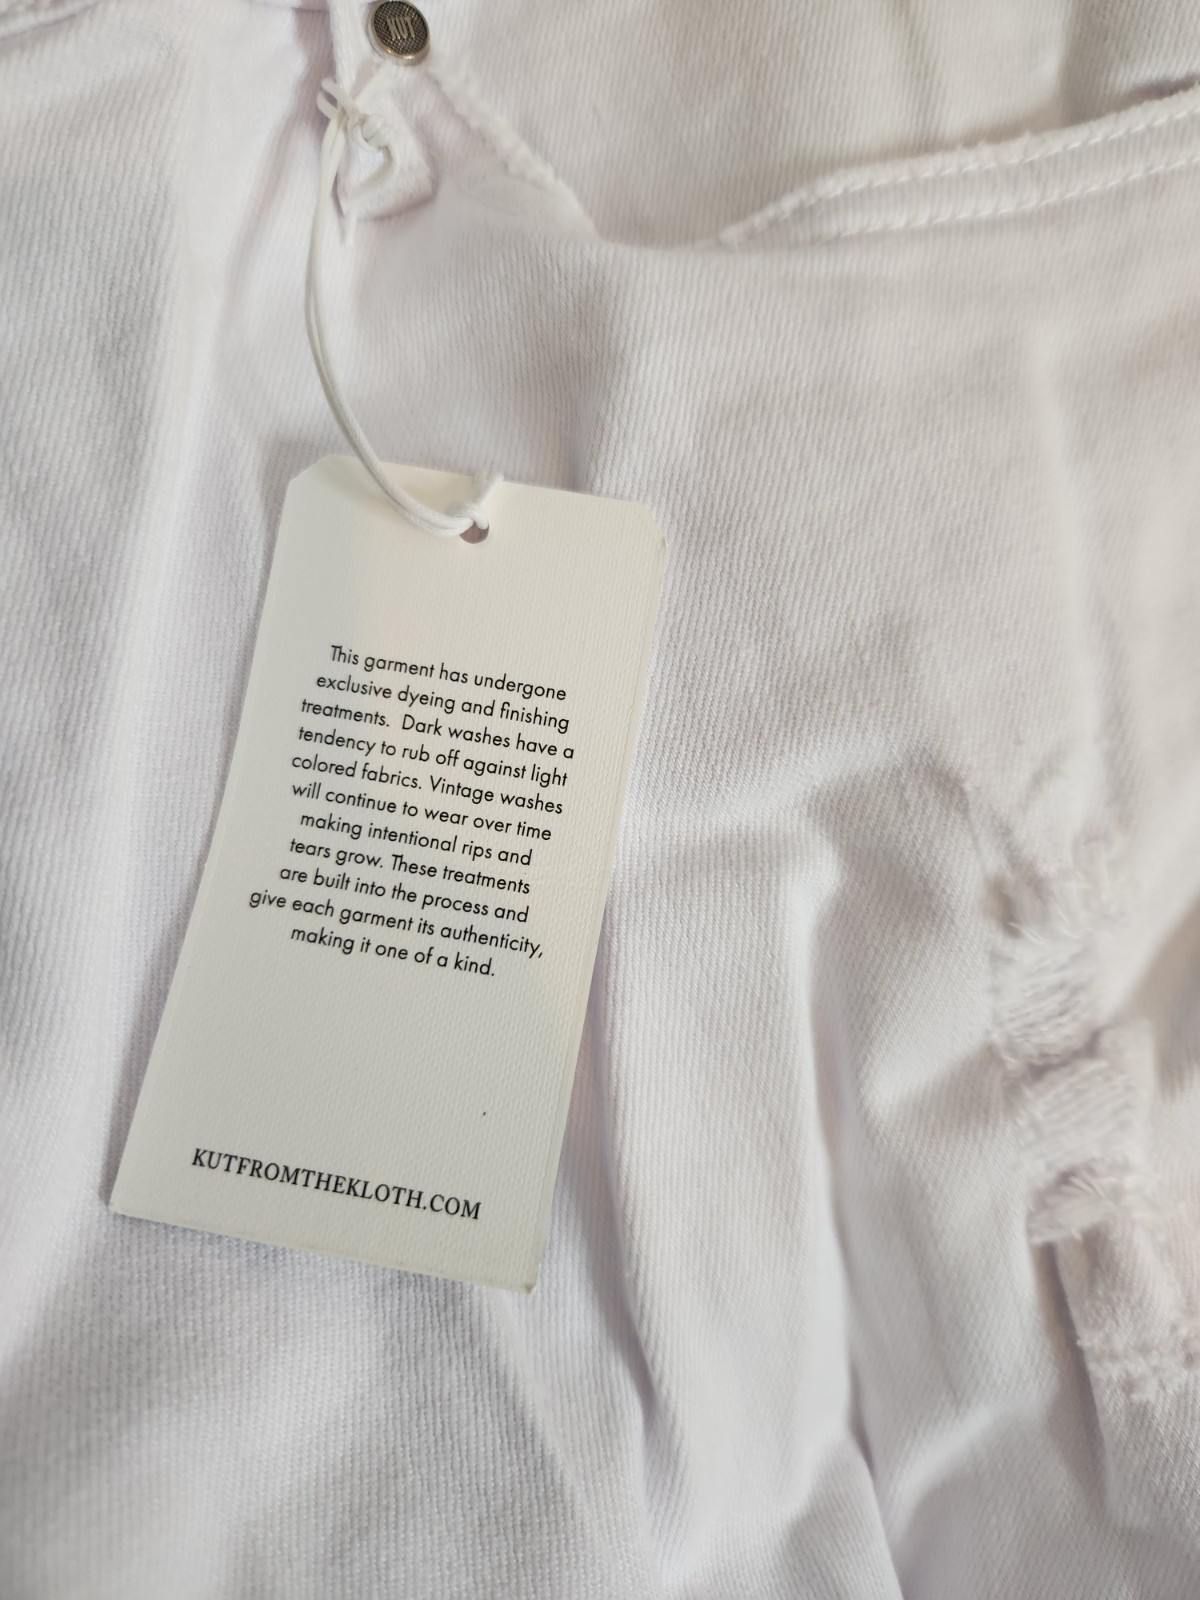 KUT
This garment has undergone
exclusive dyeing and finishing
treatments. Dark washes have a
tendency to rub off against light
colored fabrics. Vintage washes
will continue to wear over time
making intentional rips and
tears grow. These treatments
are built into the process and
give each garment its authenticity,
making it one of a kind.
KUTFROMTHEKLOTH.COM